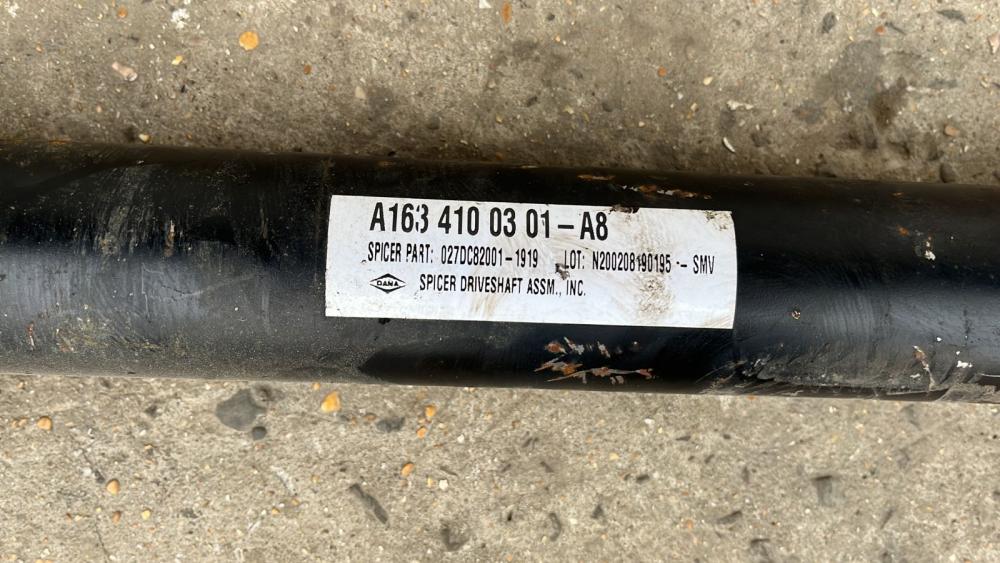 A163 410 03 01-A8
SPICER PART: 027DC82001-1919 LOT: N200208190195 - SMV
DANA SPICER DRIVESHAFT ASSM., INC.